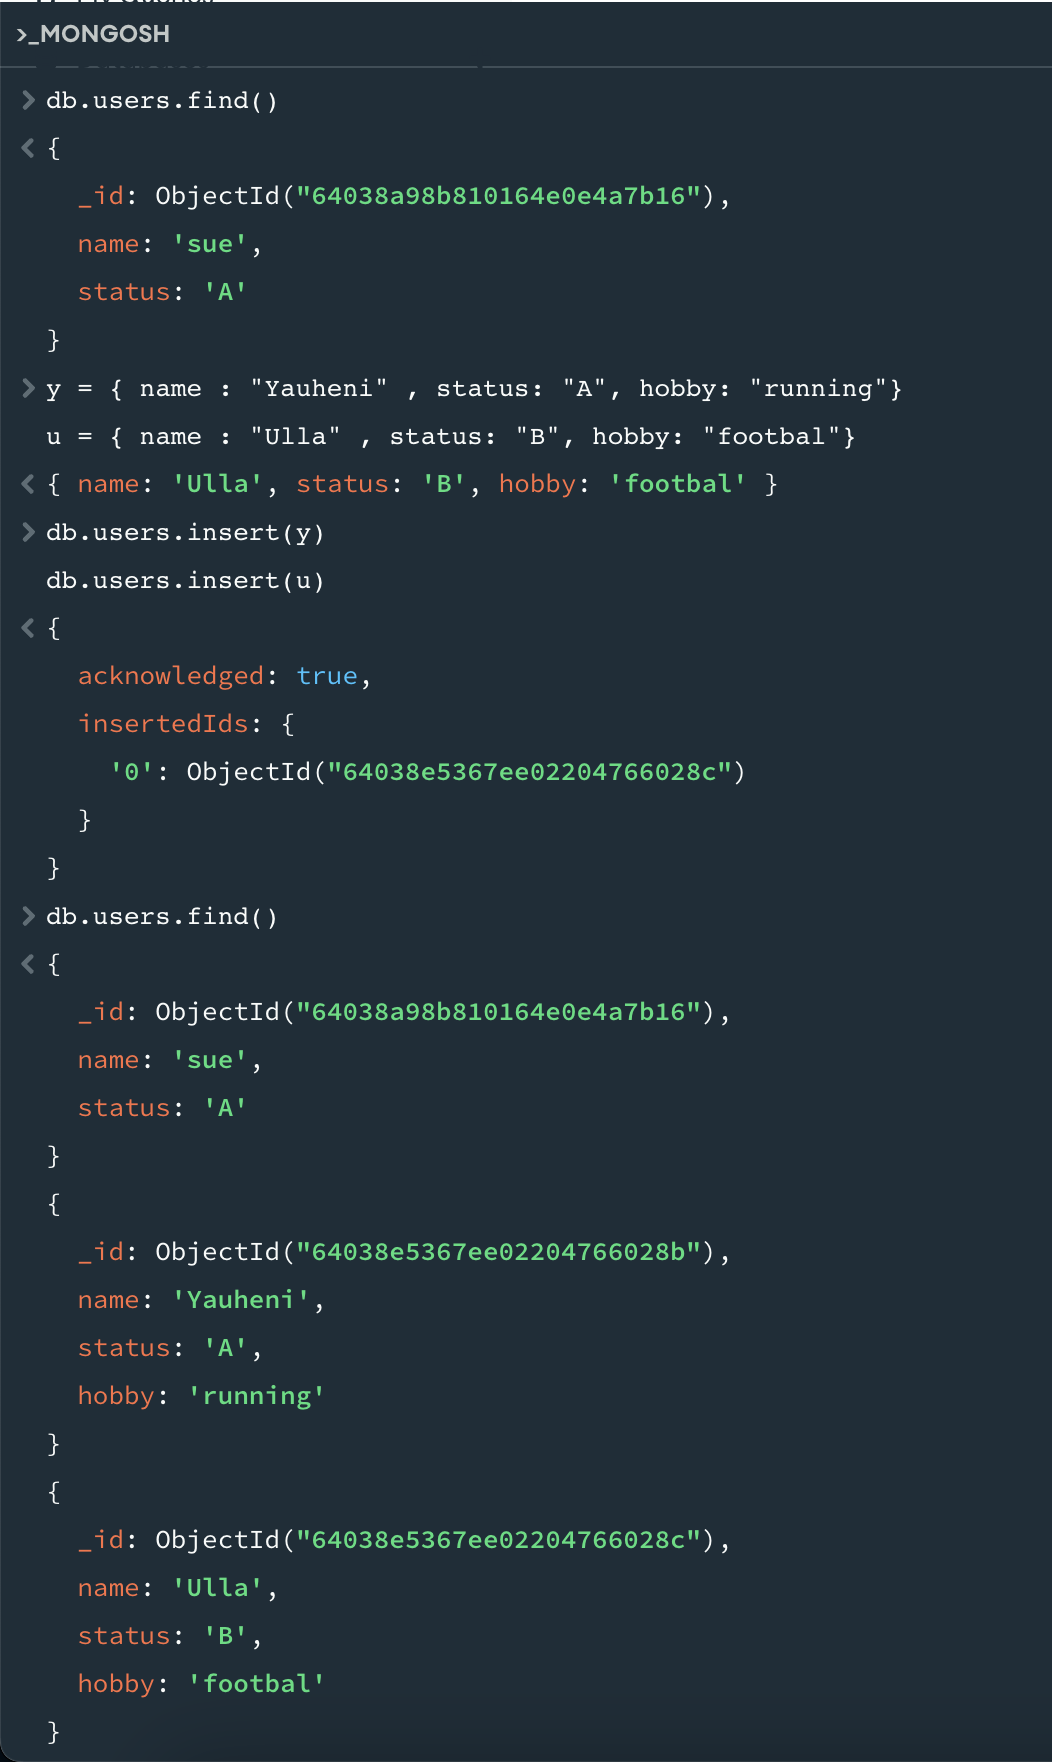 >_MONGOSH
> db.users.find()
< {
_id: ObjectId("64038a98b810164e0e4a7b16"),
name: 'sue',
status: 'A'
}
> y = { name : "Yauheni" , status: "A", hobby: "running"}
u = { name : "Ulla" , status: "B", hobby: "footbal"}
< { name: 'Ulla', status: 'B', hobby: 'footbal' }
> db.users.insert(y)
db.users.insert(u)
< {
acknowledged: true,
insertedIds: {
'0': ObjectId("64038e5367ee02204766028c")
}
}
> db.users.find()
< {
_id: ObjectId("64038a98b810164e0e4a7b16"),
name: 'sue',
status: 'A'
}
{
_id: ObjectId("64038e5367ee02204766028b"),
name: 'Yauheni',
status: 'A',
hobby: 'running'
}
{
_id: ObjectId("64038e5367ee02204766028c"),
name: 'Ulla',
status: 'B',
hobby: 'footbal'
}